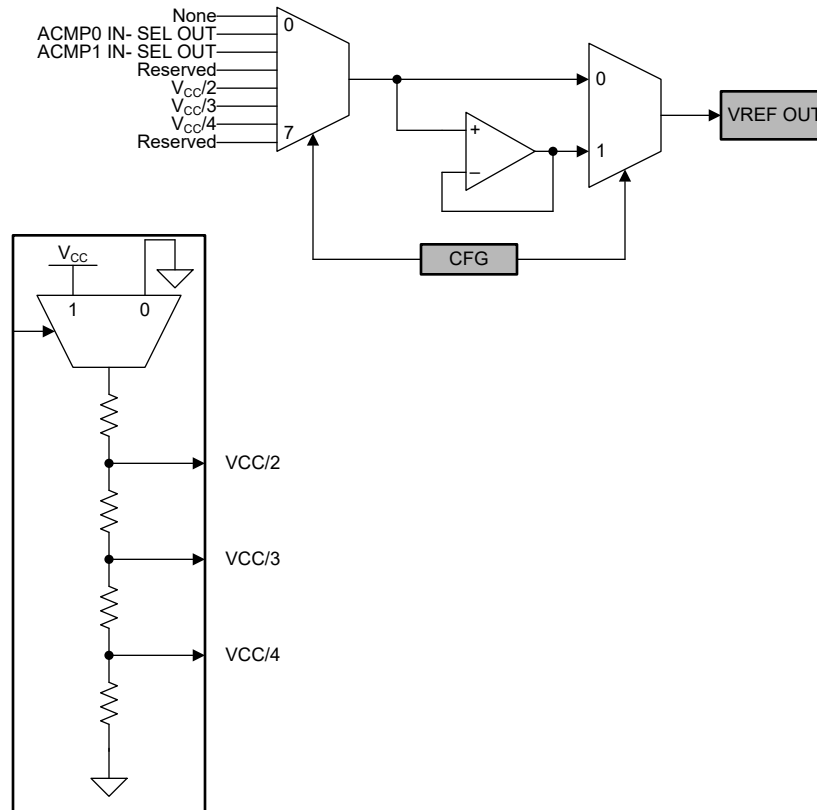 None
0
ACMP0 IN- SEL OUT
ACMP1 IN- SEL OUT
Reserved
VCC/2
VCC/3
VCC/4
7
Reserved
0
+
–
1
VREF OUT
CFG
VCC
1
0
VCC/2
VCC/3
VCC/4